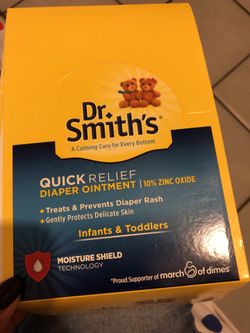 Dr.
Smith's®
A Calming Cure for Every Bottom
QUICK RELIEF
DIAPER OINTMENT | 10% ZINC OXIDE
• Treats & Prevents Diaper Rash
• Gently Protects Delicate Skin
Infants & Toddlers
MOISTURE SHIELD
TECHNOLOGY
*Proud Supporter of march of dimes®